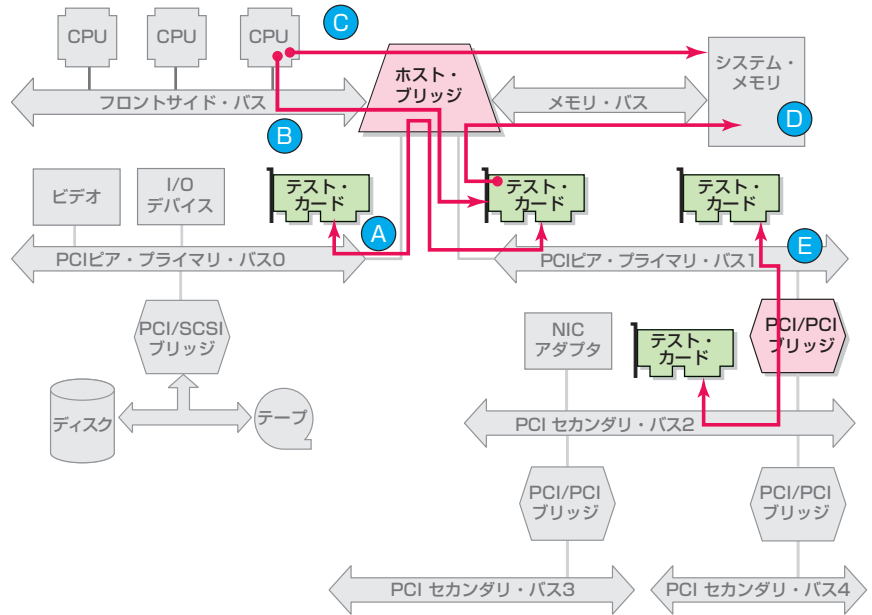 CPU
CPU
CPU
C
ホスト・
ブリッジ
システム・
メモリ
フロントサイド・バス
メモリ・バス
D
B
ビデオ
I/O
デバイス
テスト・
カード
A
テスト・
カード
テスト・
カード
E
PCIピア・プライマリ・バス0
PCIピア・プライマリ・バス1
PCI/SCSI
ブリッジ
NIC
アダプタ
テスト・
カード
PCI/PCI
ブリッジ
ディスク
テープ
PCI セカンダリ・バス2
PCI/PCI
ブリッジ
PCI/PCI
ブリッジ
PCI セカンダリ・バス3
PCI セカンダリ・バス4